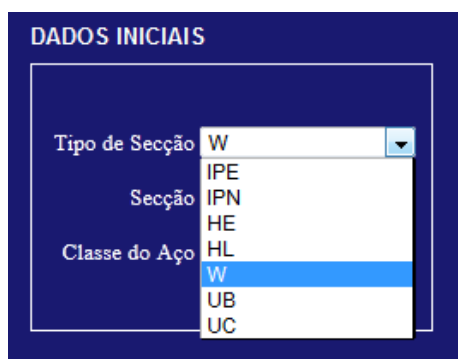 DADOS INICIAIS
Tipo de Secção W
IPE
Secção IPN
HE
Classe do Aço HL
W
UB
UC